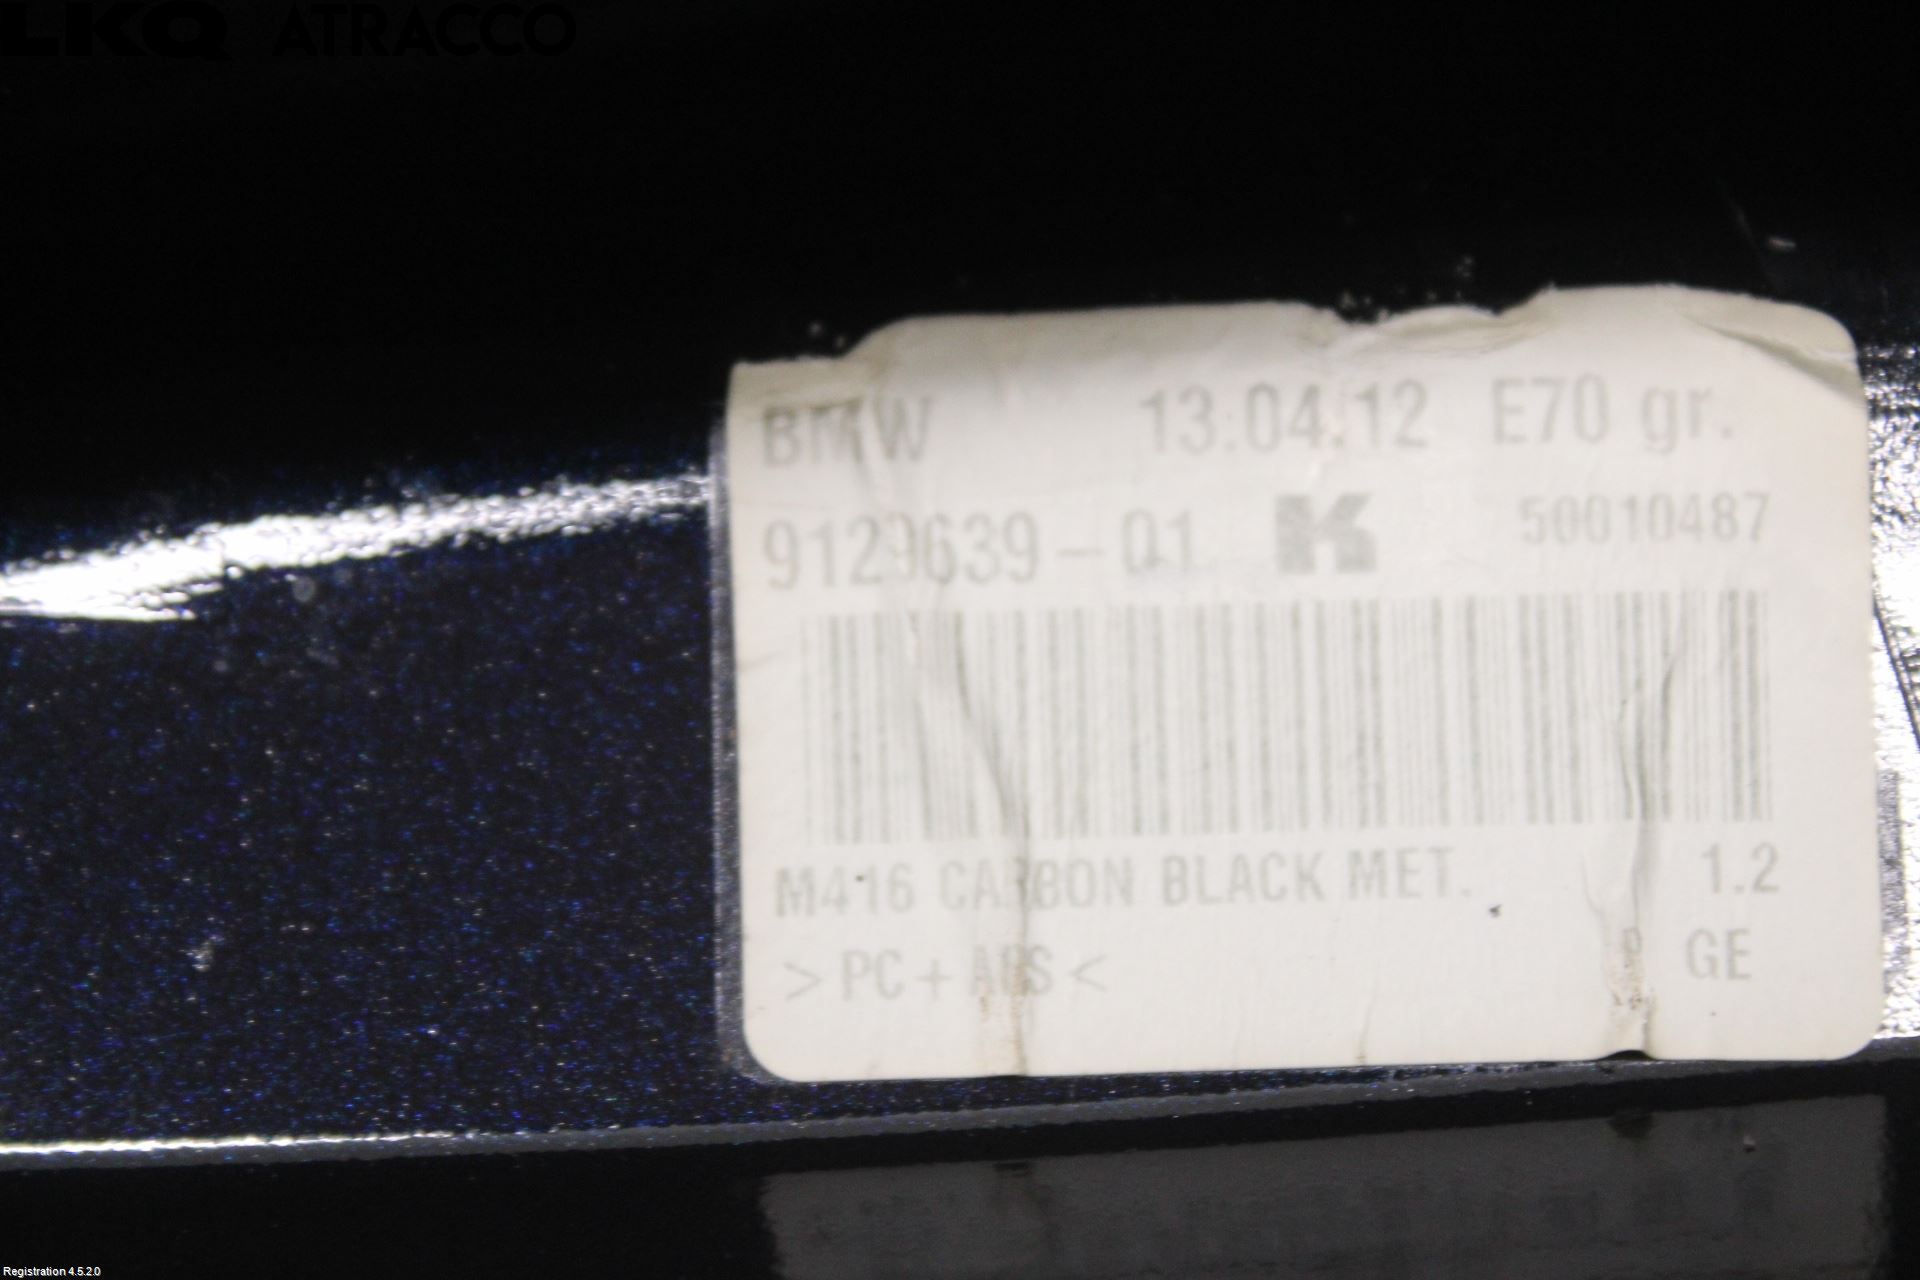 LKQ ATRACCO
BMW 13.04.12 E70 gr.
9129639-01 K 50010487
M416 CARBON BLACK MET. 1.2
> PC + ABS < GE
Registration 4.5.2.0